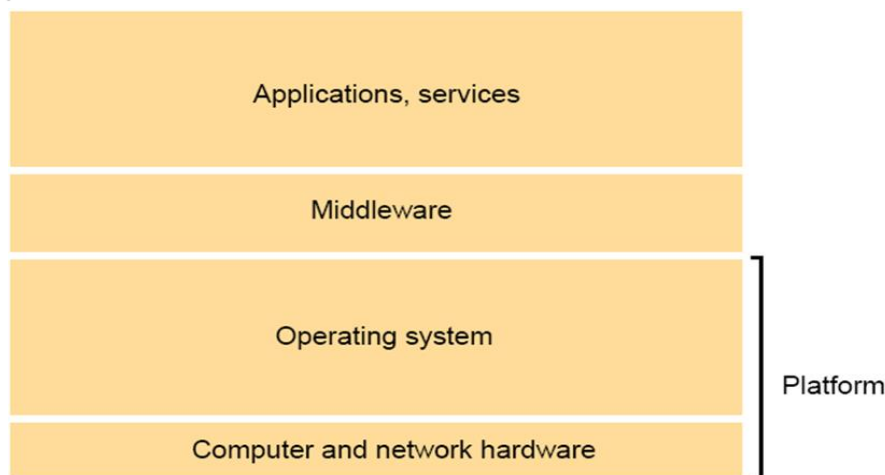 Applications, services
Middleware
Operating system
Platform
Computer and network hardware